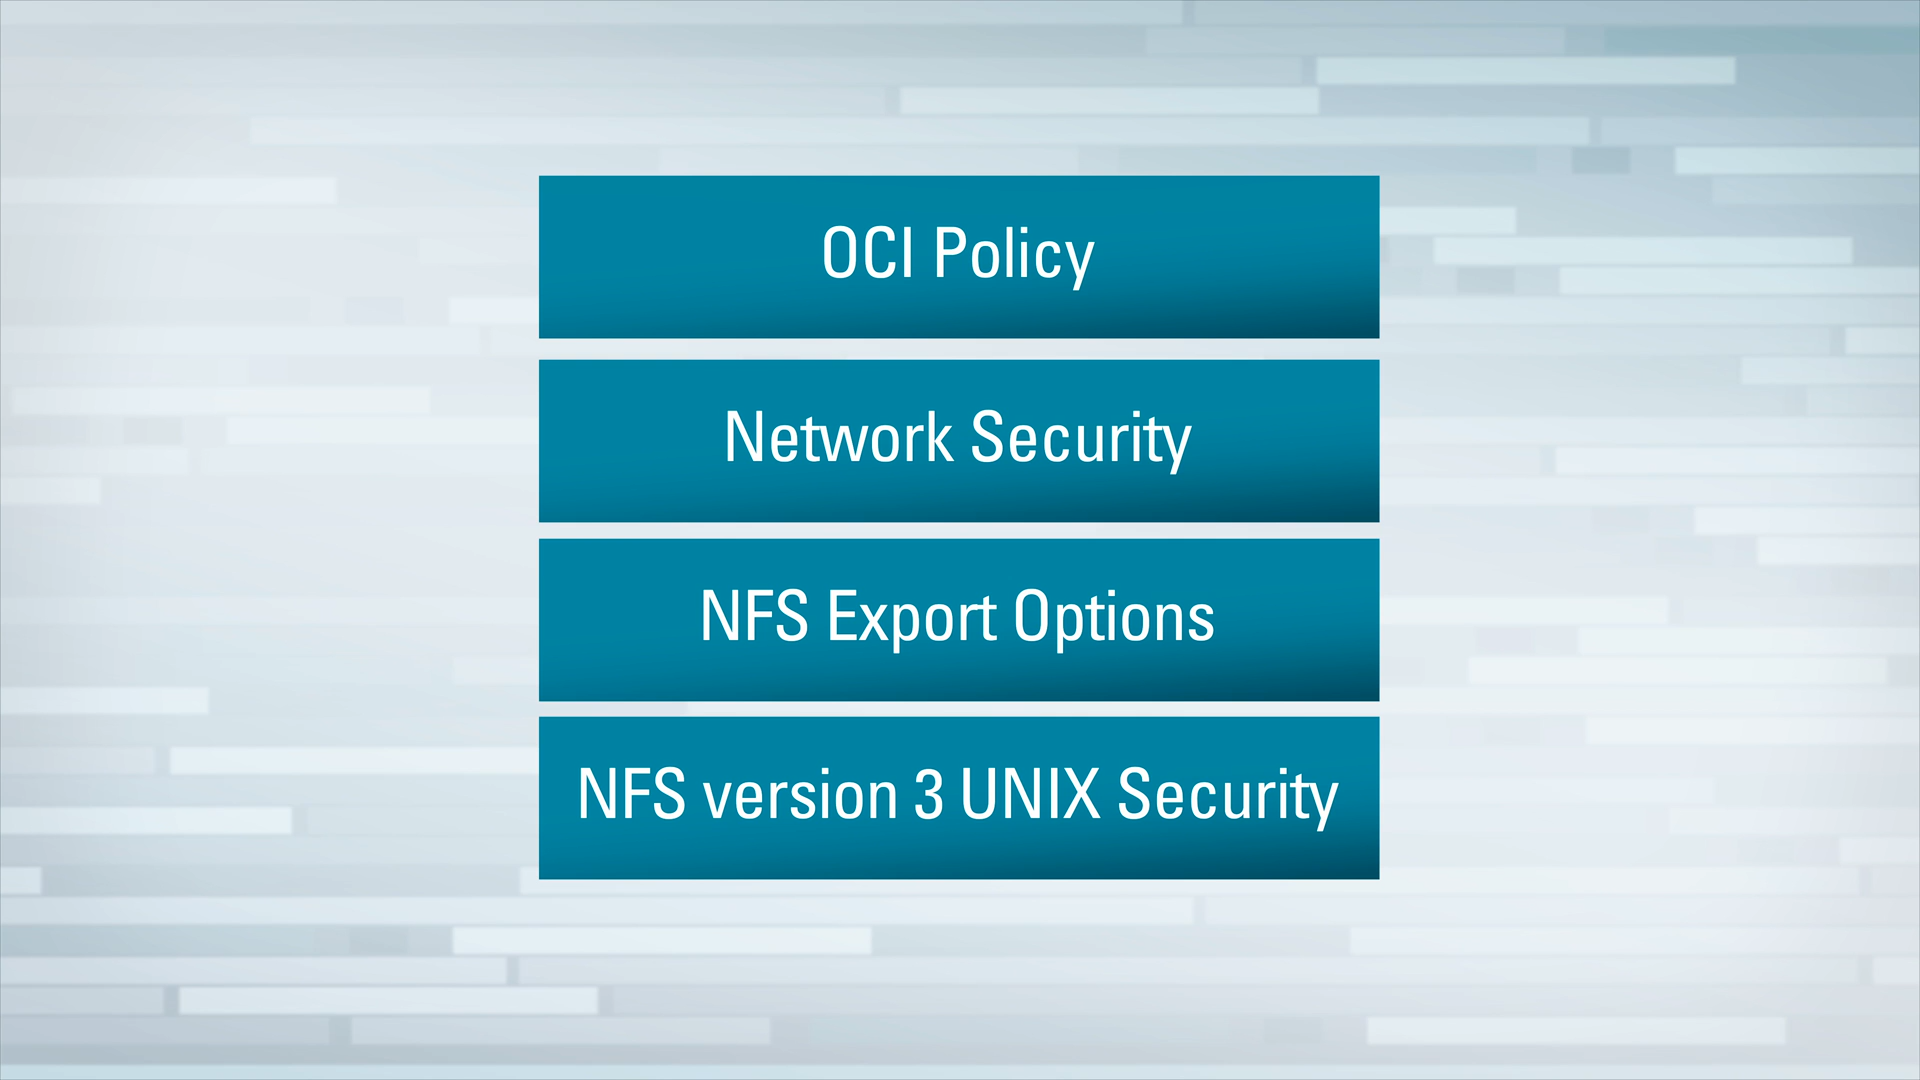 OCI Policy
Network Security
NFS Export Options
NFS version 3 UNIX Security